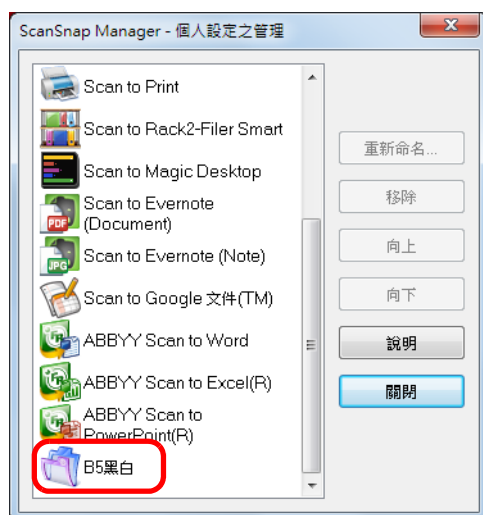 ScanSnap Manager - 個人設定之管理
Scan to Print
Scan to Rack2-Filer Smart
Scan to Magic Desktop
Scan to Evernote
(Document)
Scan to Evernote (Note)
Scan to Google 文件(TM)
ABBYY Scan to Word
ABBYY Scan to Excel(R)
ABBYY Scan to
PowerPoint(R)
B5黑白
重新命名...
移除
向上
向下
說明
關閉
PDF
JPG